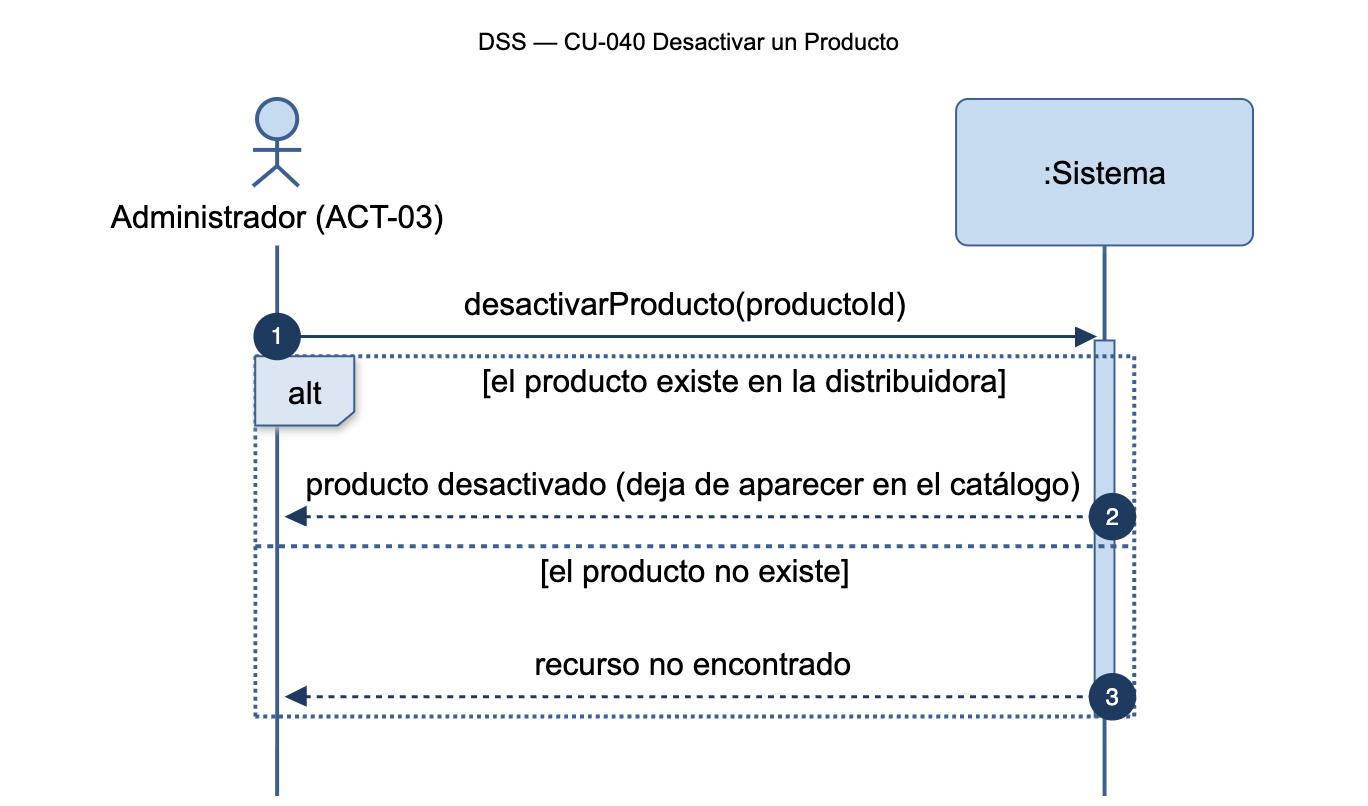 DSS — CU-040 Desactivar un Producto
:Sistema
Administrador (ACT-03)
desactivarProducto(productoId)
1
alt
[el producto existe en la distribuidora]
producto desactivado (deja de aparecer en el catálogo)
2
[el producto no existe]
recurso no encontrado
3